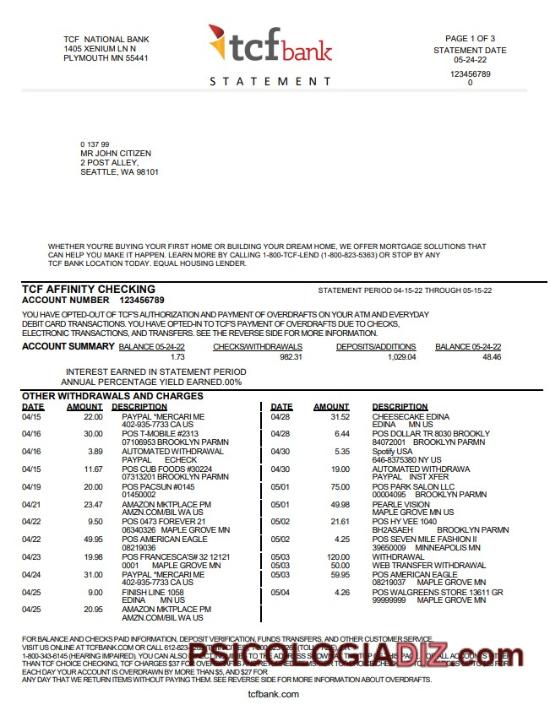 TCF NATIONAL BANK
1405 XENIUM LN N
PLYMOUTH MN 55441
tcfbank
STATEMENT
PAGE 1 OF 3
STATEMENT DATE
05-24-22
123456789
0
0 137 99
MR JOHN CITIZEN
2 POST ALLEY,
SEATTLE, WA 98101
WHETHER YOU'RE BUYING YOUR FIRST HOME OR BUILDING YOUR DREAM HOME, WE OFFER MORTGAGE SOLUTIONS THAT
CAN HELP YOU MAKE IT HAPPEN. LEARN MORE BY CALLING 1-800-TCF-LEND (1-800-823-5363) OR STOP BY ANY
TCF BANK LOCATION TODAY. EQUAL HOUSING LENDER.
TCF AFFINITY CHECKING STATEMENT PERIOD 04-15-22 THROUGH 05-15-22
ACCOUNT NUMBER 123456789
YOU HAVE OPTED-OUT OF TCF'S AUTHORIZATION AND PAYMENT OF OVERDRAFTS ON YOUR ATM AND EVERYDAY
DEBIT CARD TRANSACTIONS. YOU HAVE OPTED-IN TO TCF'S PAYMENT OF OVERDRAFTS DUE TO CHECKS,
ELECTRONIC TRANSACTIONS, AND TRANSFERS. SEE THE REVERSE SIDE FOR MORE INFORMATION.
ACCOUNT SUMMARY BALANCE 05-24-22 CHECKS/WITHDRAWALS DEPOSITS/ADDITIONS BALANCE 05-24-22
1.73 982.31 1,029.04 48.46
INTEREST EARNED IN STATEMENT PERIOD
ANNUAL PERCENTAGE YIELD EARNED.00%
OTHER WITHDRAWALS AND CHARGES
DATE AMOUNT DESCRIPTION
04/15 22.00 PAYPAL *MERCARI ME
402-935-7733 CA US
04/16 30.00 POS T-MOBILE #2313
07106953 BROOKLYN PARMN
04/16 3.89 AUTOMATED WITHDRAWAL
PAYPAL ECHECK
04/15 11.67 POS CUB FOODS #30224
07313201 BROOKLYN PARMN
04/19 20.00 POS PACSUN #0145
01450002
04/21 23.47 AMAZON MKTPLACE PM
AMZN.COM/BIL WA US
04/22 9.50 POS 0473 FOREVER 21
06340326 MAPLE GROVE MN
04/22 49.95 POS AMERICAN EAGLE
08219036
04/23 19.98 POS FRANCESCA'S# 32 12121
0001 MAPLE GROVE MN
04/24 31.00 PAYPAL *MERCARI ME
402-935-7733 CA US
04/25 9.00 FINISH LINE 1058
EDINA MN US
04/25 20.95 AMAZON MKTPLACE PM
AMZN.COM/BIL WA US
DATE AMOUNT DESCRIPTION
04/28 31.52 CHEESECAKE EDINA
EDINA MN US
04/28 6.44 POS DOLLAR TR 8030 BROOKLY
84072001 BROOKLYN PARMN
04/30 5.35 Spotify USA
646-8375380 NY US
04/30 19.00 AUTOMATED WITHDRAWA
PAYPAL INST XFER
05/01 75.00 POS PARK SALON LLC
00004095 BROOKLYN PARMN
05/01 49.98 PEARLE VISION
MAPLE GROVE MN US
05/02 21.61 POS HY VEE 1040
BH2ASAEH BROOKLYN PARMN
05/02 4.25 POS SEVEN MILE FASHION II
39650009 MINNEAPOLIS MN
05/03 120.00 WITHDRAWAL
05/03 50.00 WEB TRANSFER WITHDRAWAL
05/03 59.95 POS AMERICAN EAGLE
08219037 MAPLE GROVE MN
05/04 4.26 POS WALGREENS STORE 13611 GR
99999999 MAPLE GROVE MN
FOR BALANCE AND CHECKS PAID INFORMATION, DEPOSIT VERIFICATION, FUNDS TRANSFERS, AND OTHER CUSTOMER SERVICE,
VISIT US ONLINE AT TCFBANK.COM OR CALL 612-823-
1-800-343-6145 (HEARING IMPAIRED). YOU CAN ALSO
THAN TCF CHOICE CHECKING, TCF CHARGES $37 FOR
EACH DAY YOUR ACCOUNT IS OVERDRAWN BY MORE THAN $5, AND $27 FOR
ANY DAY THAT WE RETURN ITEMS WITHOUT PAYING THEM. SEE REVERSE SIDE FOR MORE INFORMATION ABOUT OVERDRAFTS.
PSICOLOGIADIZ.com
tcfbank.com